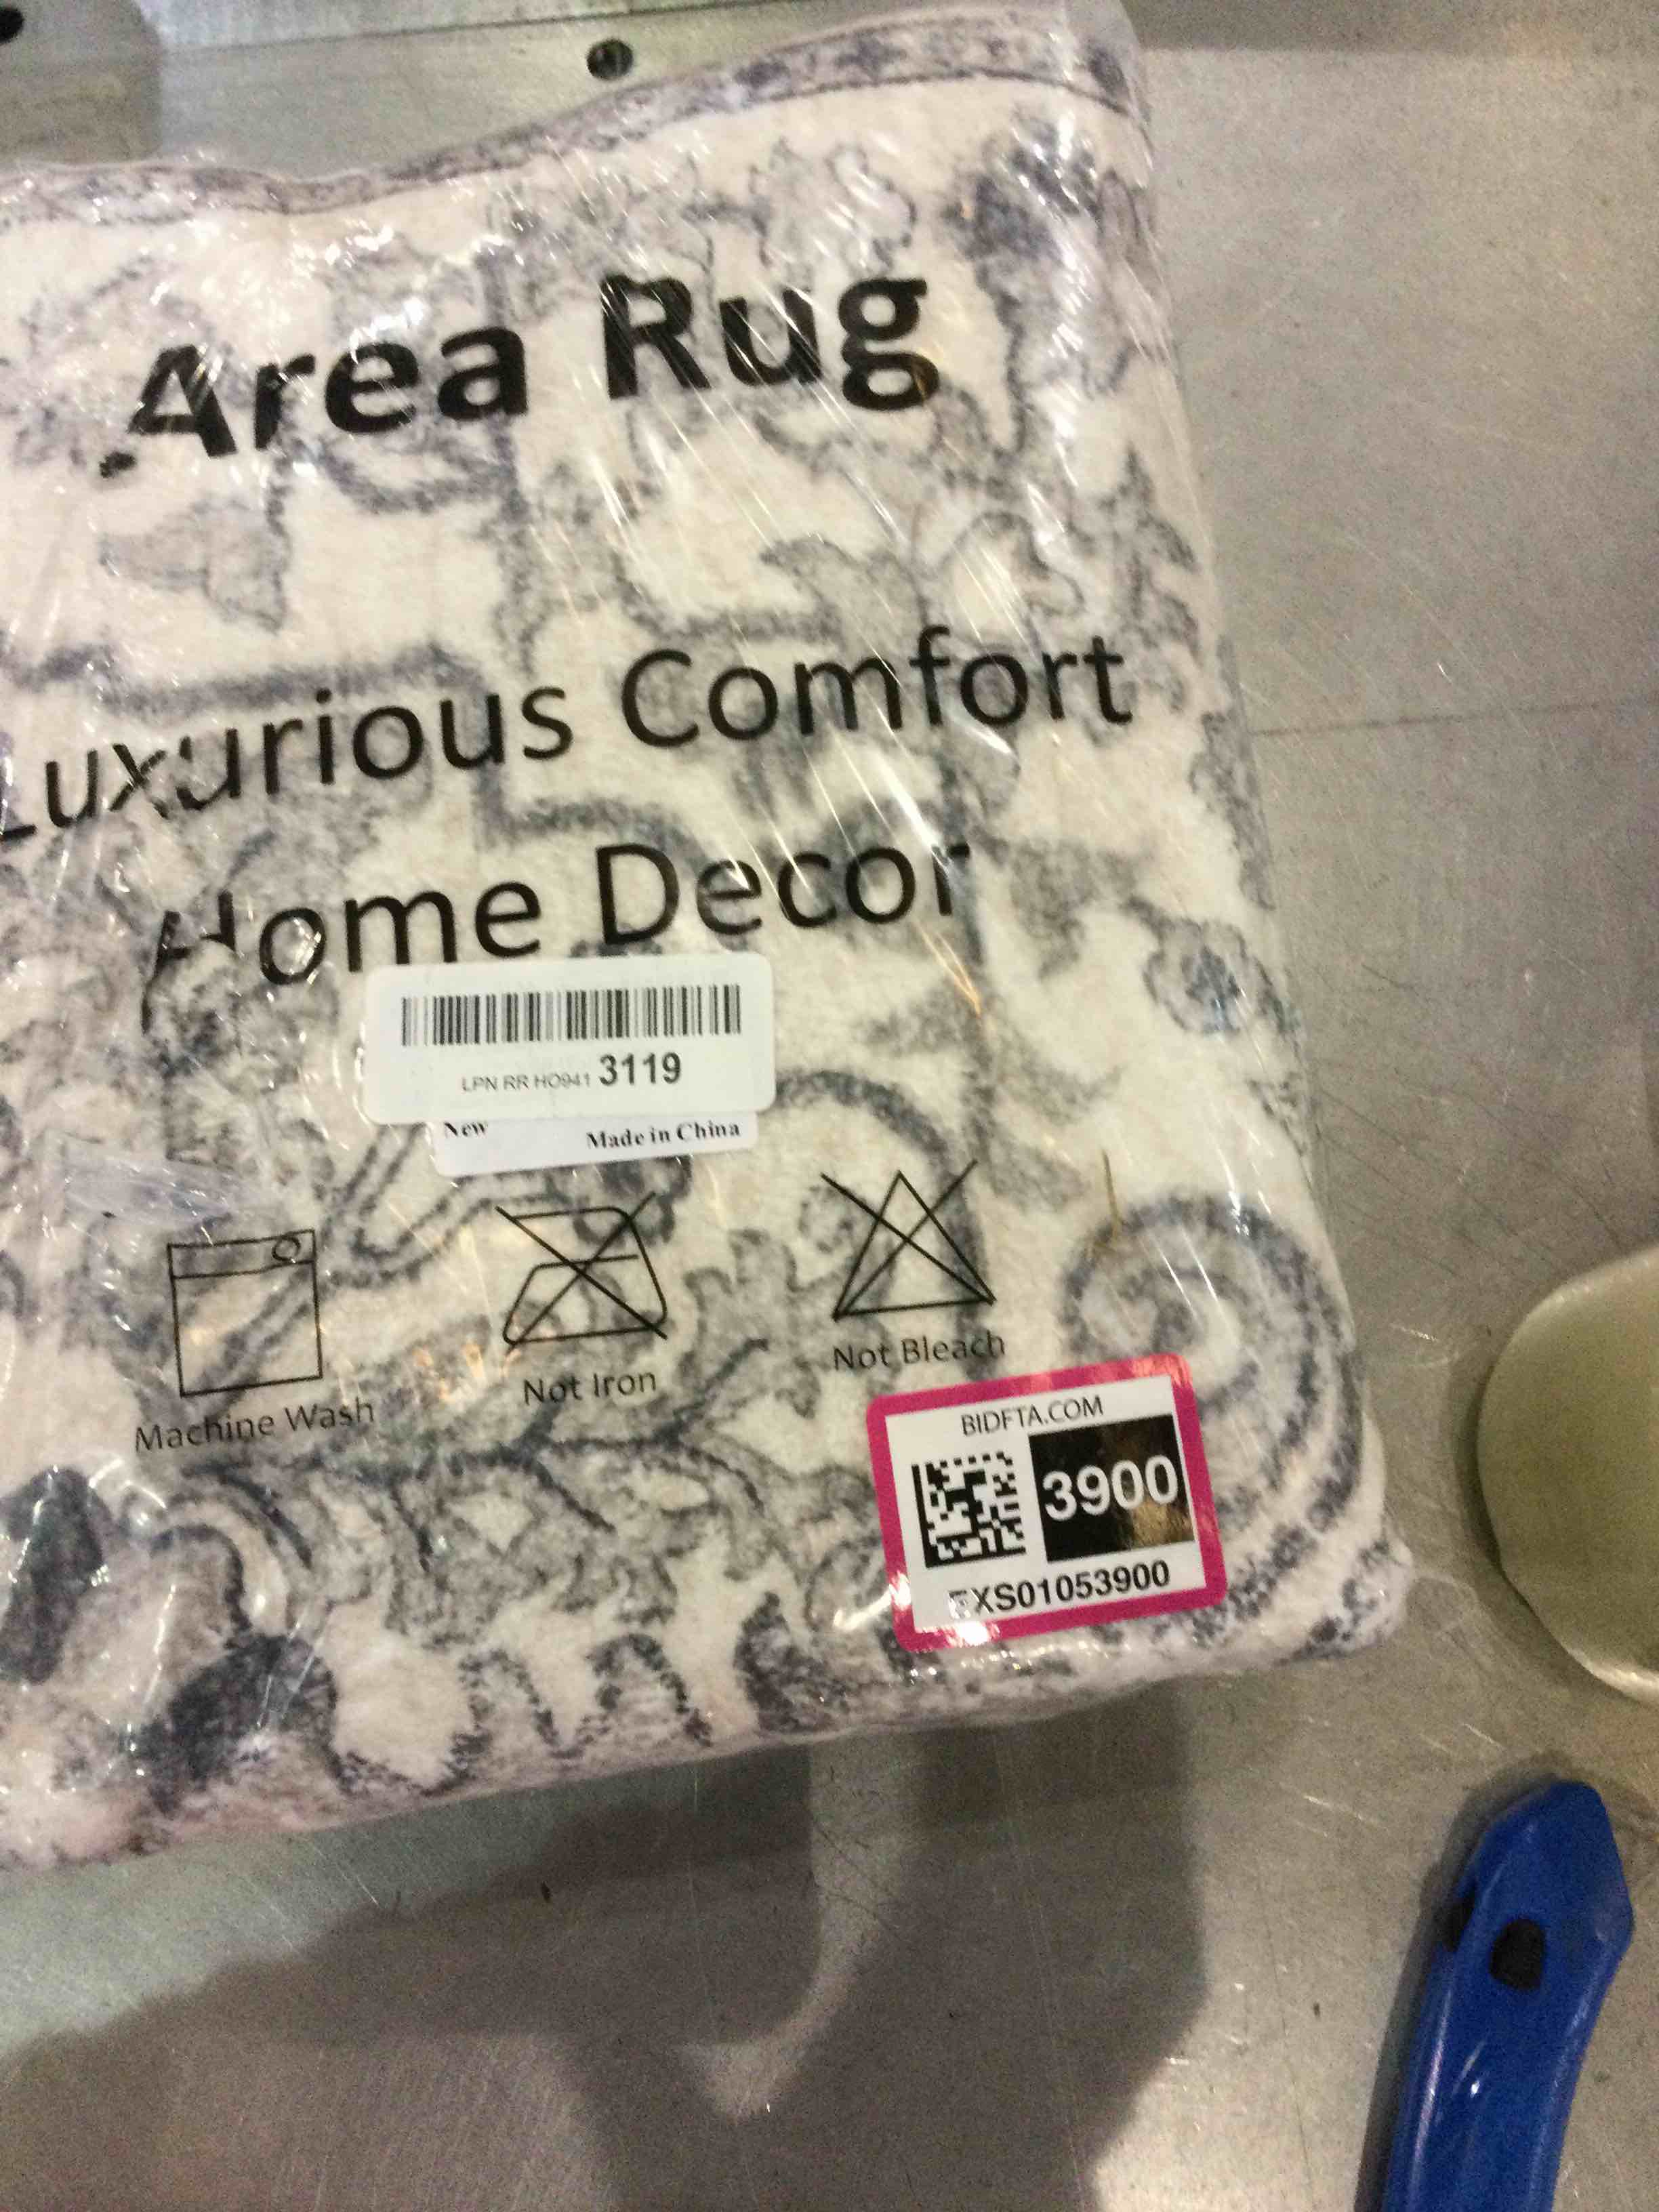 Area Rug
Luxurious Comfort
Home Decor
LPN RR HO941 3119
New Made in China
Machine Wash
Not Iron
Not Bleach
BIDFTA.COM
3900
EXS01053900